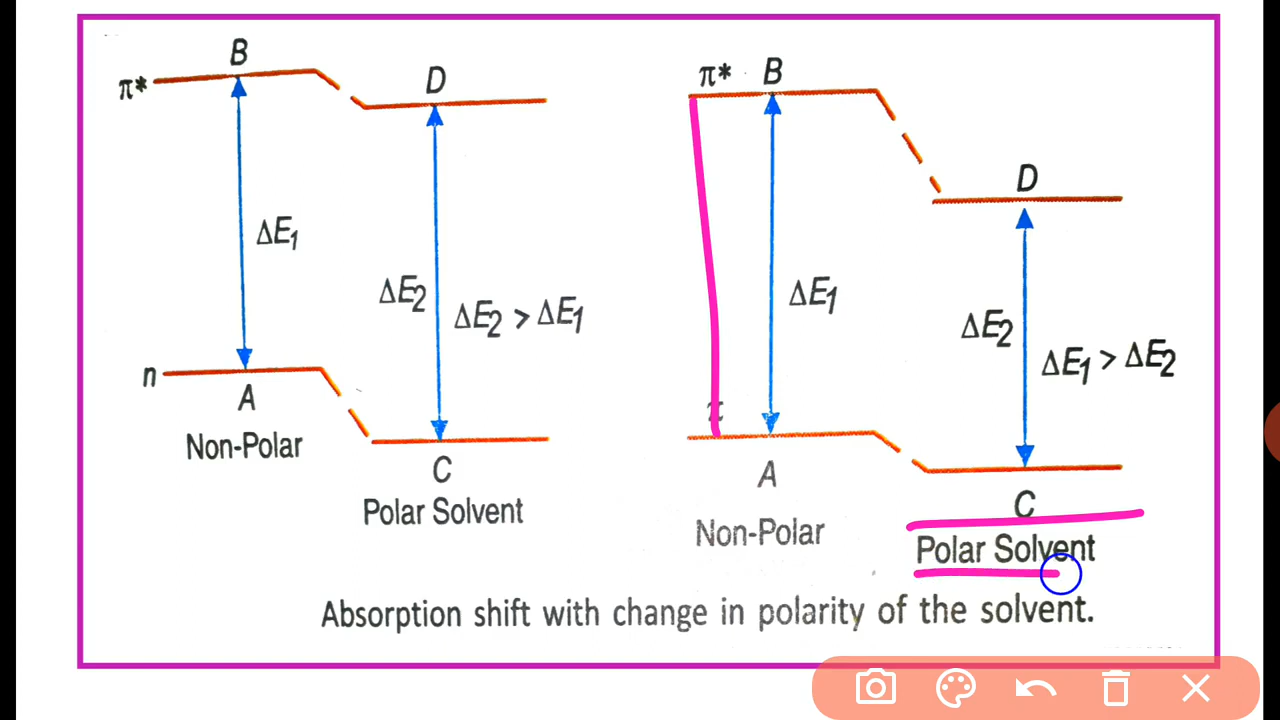 π* B
D
ΔE1
ΔE2
ΔE2 > ΔE1
n
A
Non-Polar
C
Polar Solvent
π* B
D
ΔE1
ΔE2
ΔE1 > ΔE2
π
A
Non-Polar
C
Polar Solvent
Absorption shift with change in polarity of the solvent.